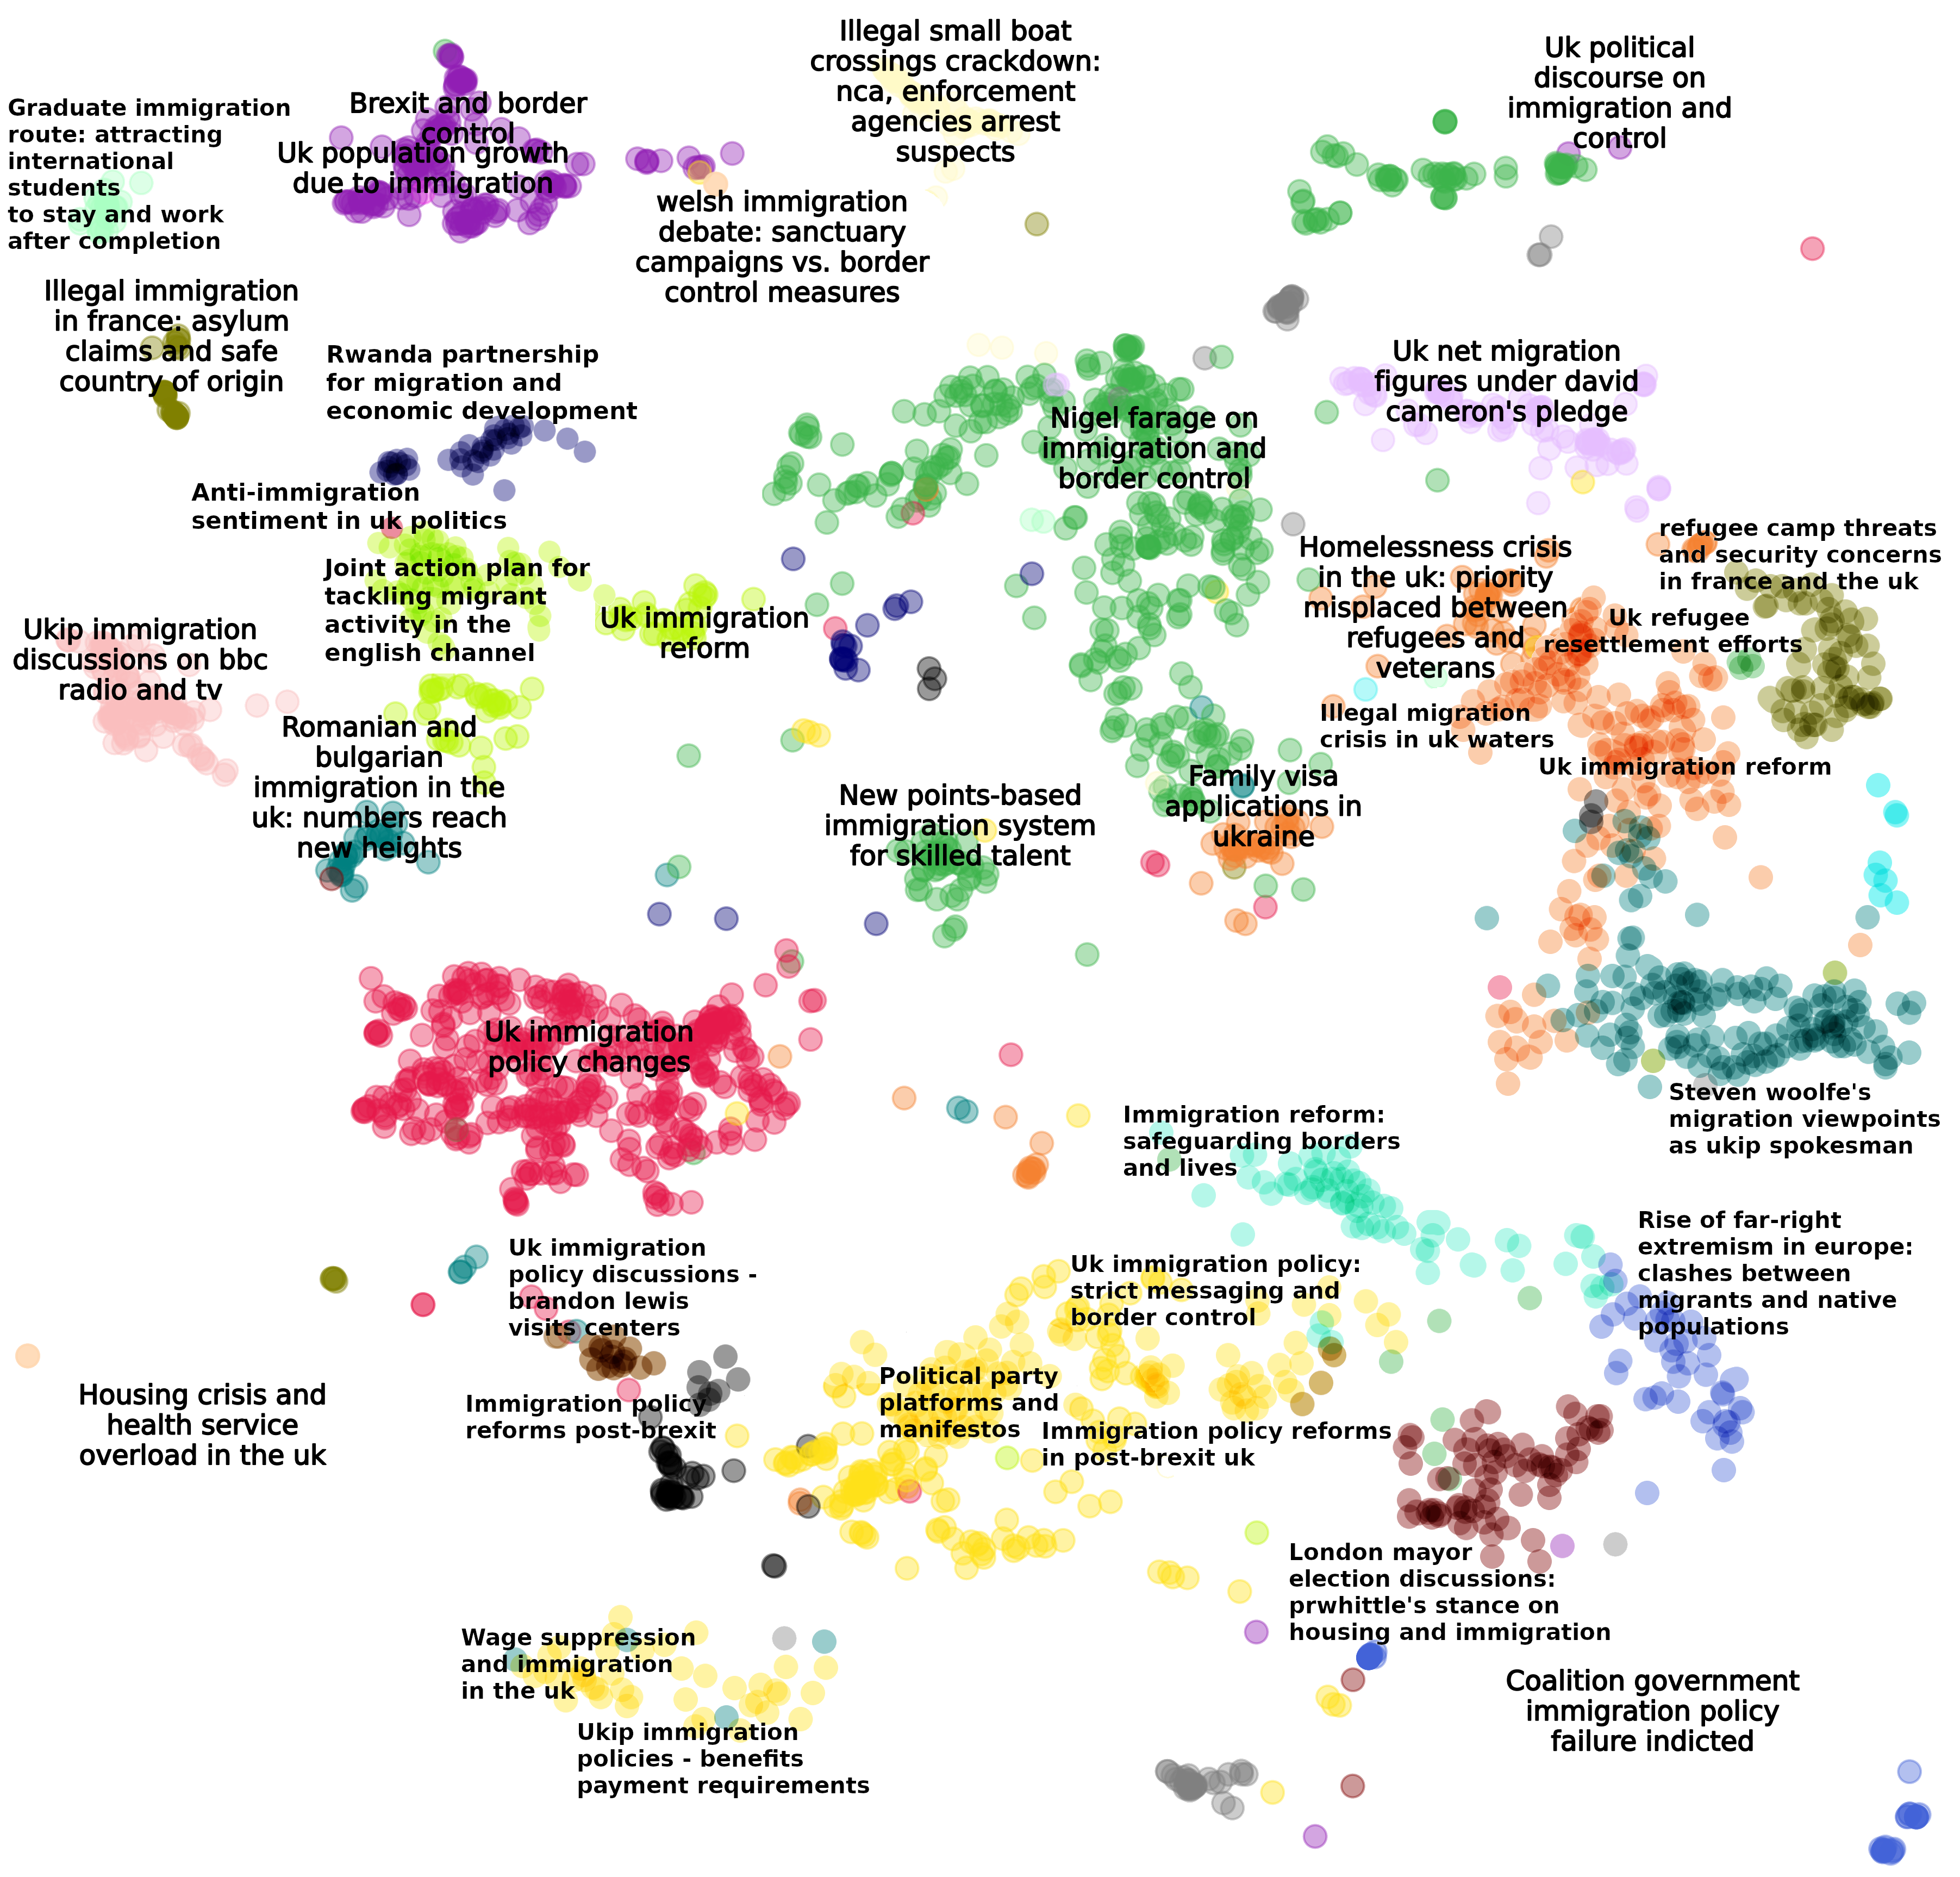 Illegal small boat
crossings crackdown:
nca, enforcement
agencies arrest
suspects
Uk political
discourse on
immigration and
control
Graduate immigration
route: attracting
international
students
to stay and work
after completion
Brexit and border
control
Uk population growth
due to immigration
welsh immigration
debate: sanctuary
campaigns vs. border
control measures
Illegal immigration
in france: asylum
claims and safe
country of origin
Rwanda partnership
for migration and
economic development
Uk net migration
figures under david
cameron's pledge
Nigel farage on
immigration and
border control
Anti-immigration
sentiment in uk politics
Joint action plan for
tackling migrant
activity in the
english channel
Uk immigration
reform
Homelessness crisis
in the uk: priority
misplaced between
refugees and
veterans
refugee camp threats
and security concerns
in france and the uk
Uk refugee
resettlement efforts
Ukip immigration
discussions on bbc
radio and tv
Illegal migration
crisis in uk waters
Uk immigration reform
Romanian and
bulgarian
immigration in the
uk: numbers reach
new heights
New points-based
immigration system
for skilled talent
Family visa
applications in
ukraine
Uk immigration
policy changes
Steven woolfe's
migration viewpoints
as ukip spokesman
Immigration reform:
safeguarding borders
and lives
Rise of far-right
extremism in europe:
clashes between
migrants and native
populations
Uk immigration
policy discussions -
brandon lewis
visits centers
Uk immigration policy:
strict messaging and
border control
Housing crisis and
health service
overload in the uk
Immigration policy
reforms post-brexit
Political party
platforms and
manifestos
Immigration policy reforms
in post-brexit uk
London mayor
election discussions:
prwhittle's stance on
housing and immigration
Wage suppression
and immigration
in the uk
Ukip immigration
policies - benefits
payment requirements
Coalition government
immigration policy
failure indicted